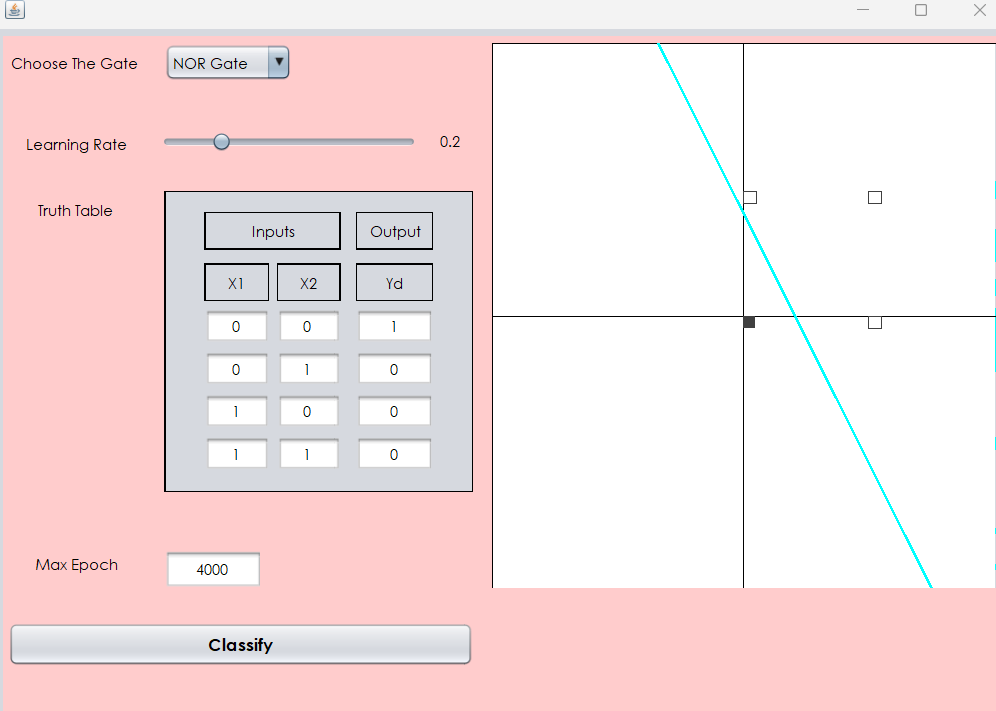 Choose The Gate NOR Gate
Learning Rate 0.2
Truth Table
Inputs Output
X1 X2 Yd
0 0 1
0 1 0
1 0 0
1 1 0
Max Epoch 4000
Classify